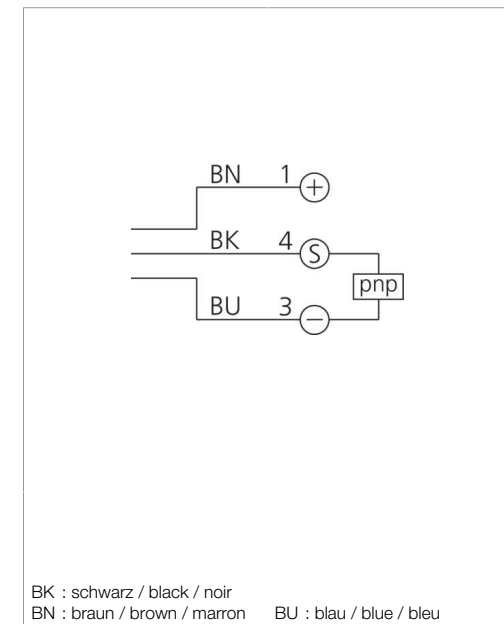 BN 1 +
BK 4 S
pnp
BU 3 −
BK : schwarz / black / noir
BN : braun / brown / marron BU : blau / blue / bleu